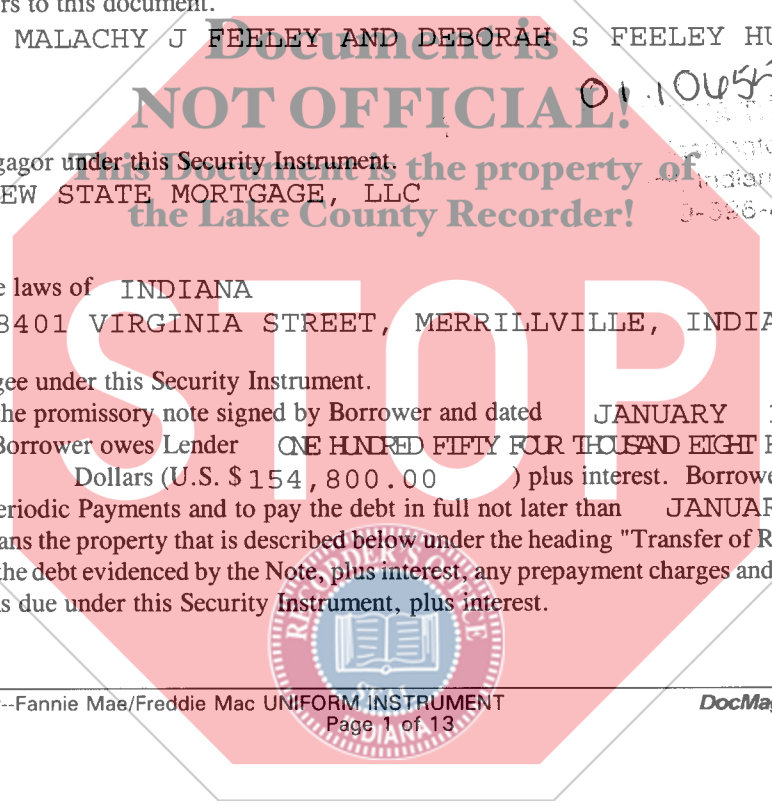 rs to this document.
MALACHY J FEELEY AND DEBORAH S FEELEY HU
Document is
NOT OFFICIAL!
gagor under this Security Instrument.
This Document is the property of
EW STATE MORTGAGE, LLC
the Lake County Recorder!
e laws of INDIANA
8401 VIRGINIA STREET, MERRILLVILLE, INDIA
STOP
gee under this Security Instrument.
he promissory note signed by Borrower and dated JANUARY
Borrower owes Lender ONE HUNDRED FIFTY FOUR THOUSAND EIGHT H
Dollars (U.S. $ 154,800.00 ) plus interest. Borrowe
eriodic Payments and to pay the debt in full not later than JANUAR
ans the property that is described below under the heading "Transfer of R
the debt evidenced by the Note, plus interest, any prepayment charges and
s due under this Security Instrument, plus interest.
RECORDER'S OFFICE
SEAL
INDIANA
--Fannie Mae/Freddie Mac UNIFORM INSTRUMENT
DocMag
Page 1 of 13